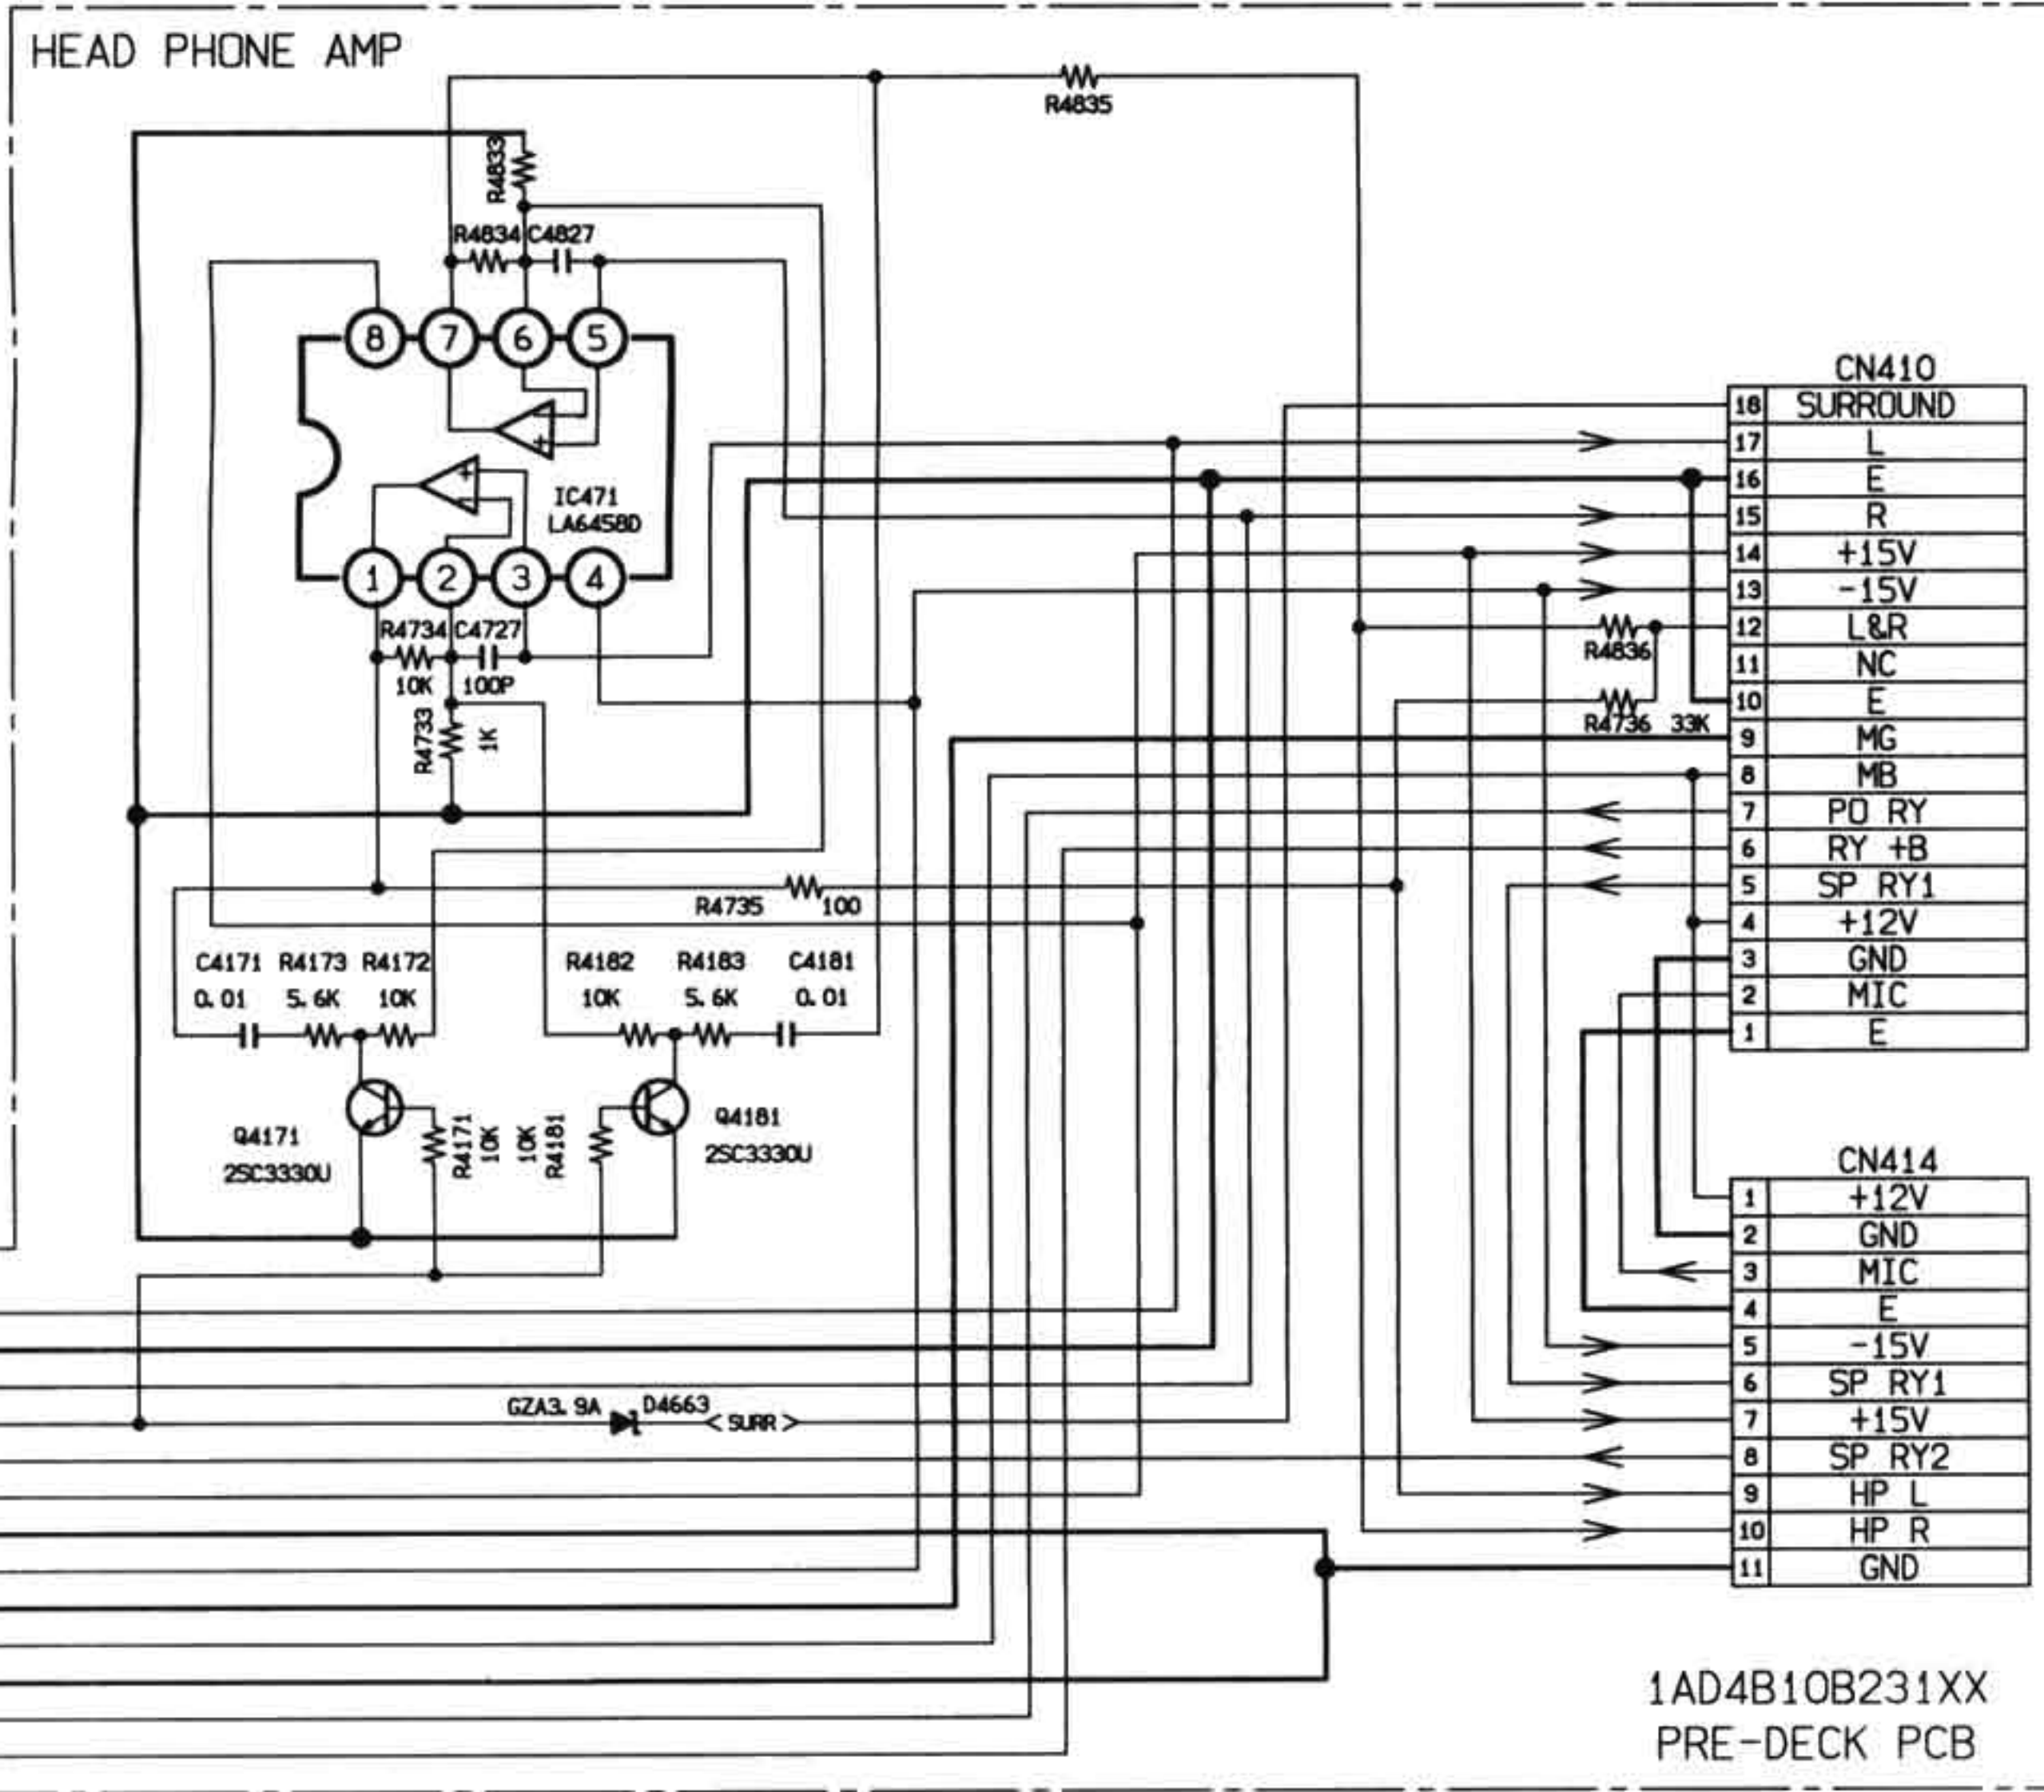 HEAD PHONE AMP
R4835
R4833
R4834 C4827
8 7 6 5
IC471
LA6458D
1 2 3 4
R4734 C4727
10K 100P
R4733 1K
R4735 100
C4171 R4173 R4172
0.01 5.6K 10K
R4182 R4183 C4181
10K 5.6K 0.01
Q4171
2SC3330U
R4171 10K
10K R4181
Q4181
2SC3330U
GZA3.9A D4663 <SURR>
R4836
R4736 33K
CN410
18 SURROUND
17 L
16 E
15 R
14 +15V
13 -15V
12 L&R
11 NC
10 E
9 MG
8 MB
7 PO RY
6 RY +B
5 SP RY1
4 +12V
3 GND
2 MIC
1 E
CN414
1 +12V
2 GND
3 MIC
4 E
5 -15V
6 SP RY1
7 +15V
8 SP RY2
9 HP L
10 HP R
11 GND
1AD4B10B231XX
PRE-DECK PCB